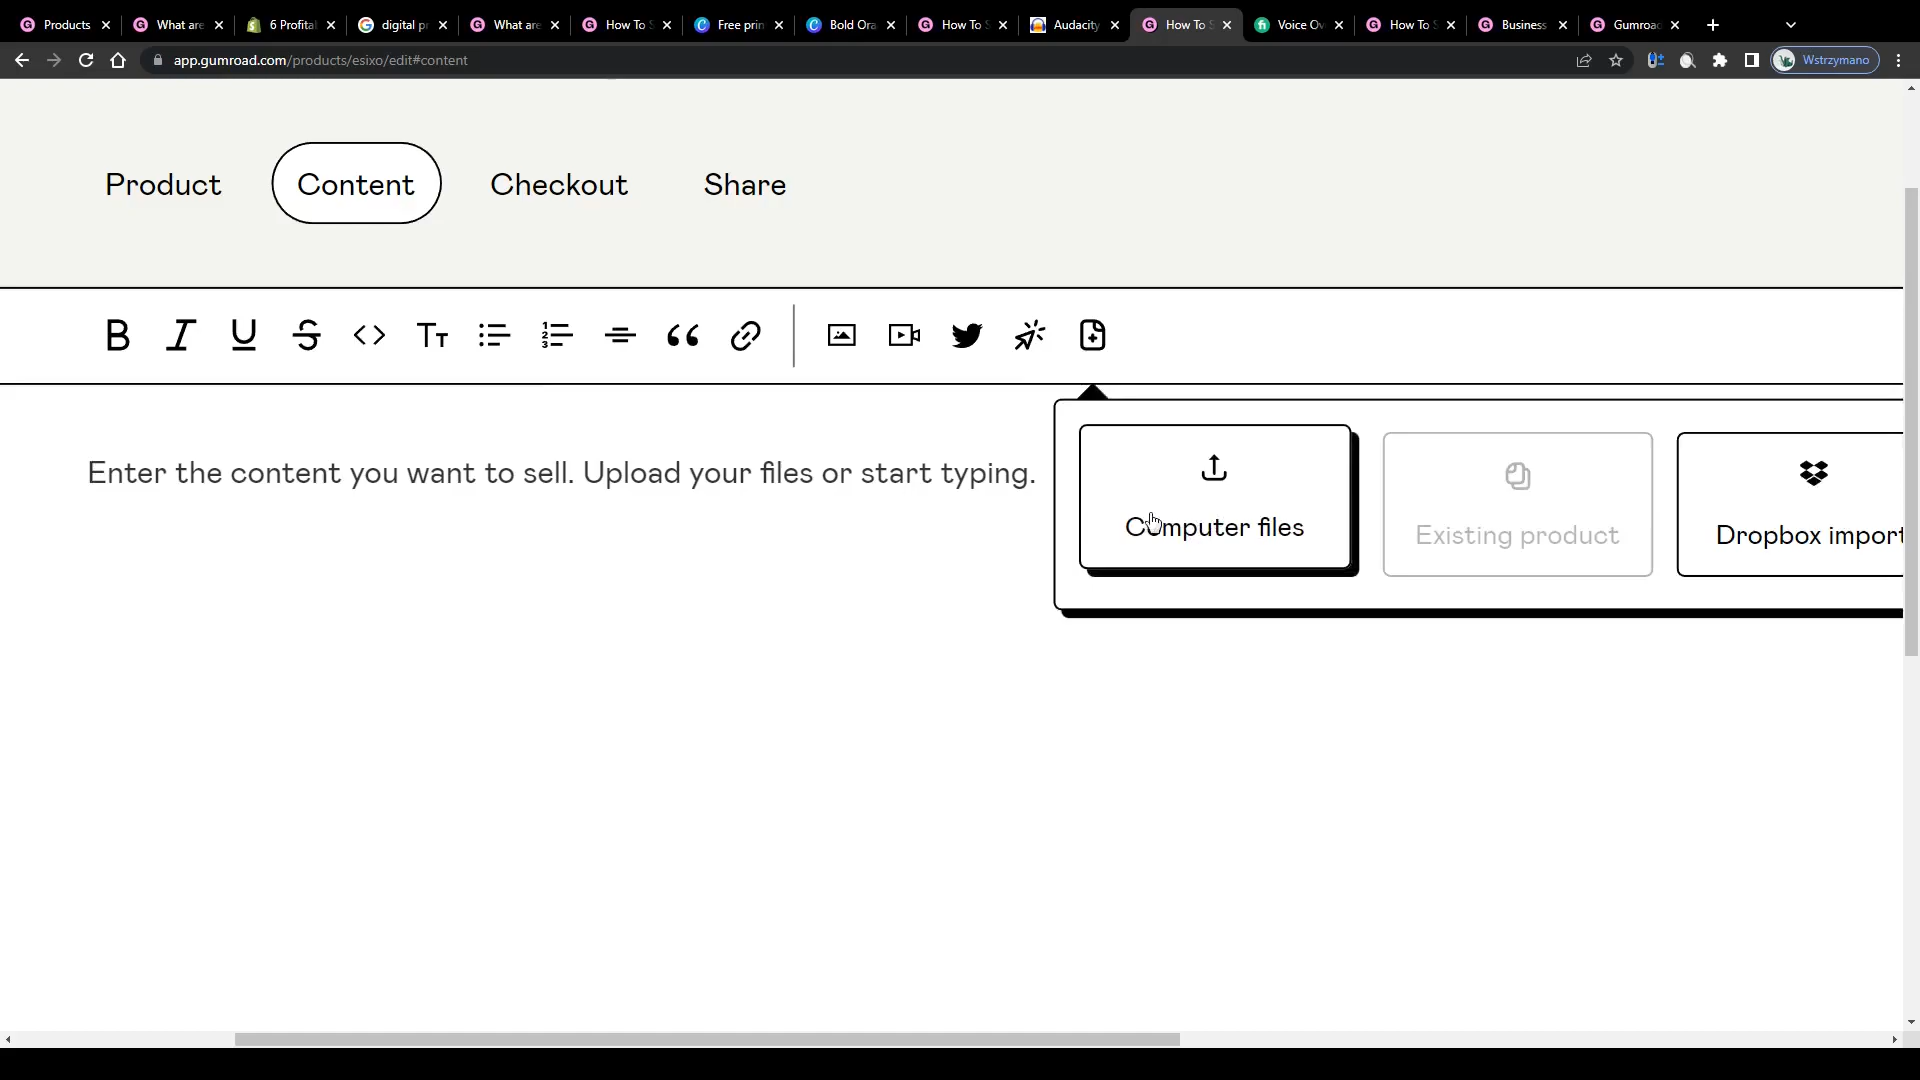 Products
What are
6 Profital
digital pr
What are
How To S
Free prin
Bold Ora
How To S
Audacity
How To S
Voice Ov
How To S
Business
Gumroad
app.gumroad.com/products/esixo/edit#content
Wstrzymano
Product
Content
Checkout
Share
Enter the content you want to sell. Upload your files or start typing.
Computer files
Existing product
Dropbox import